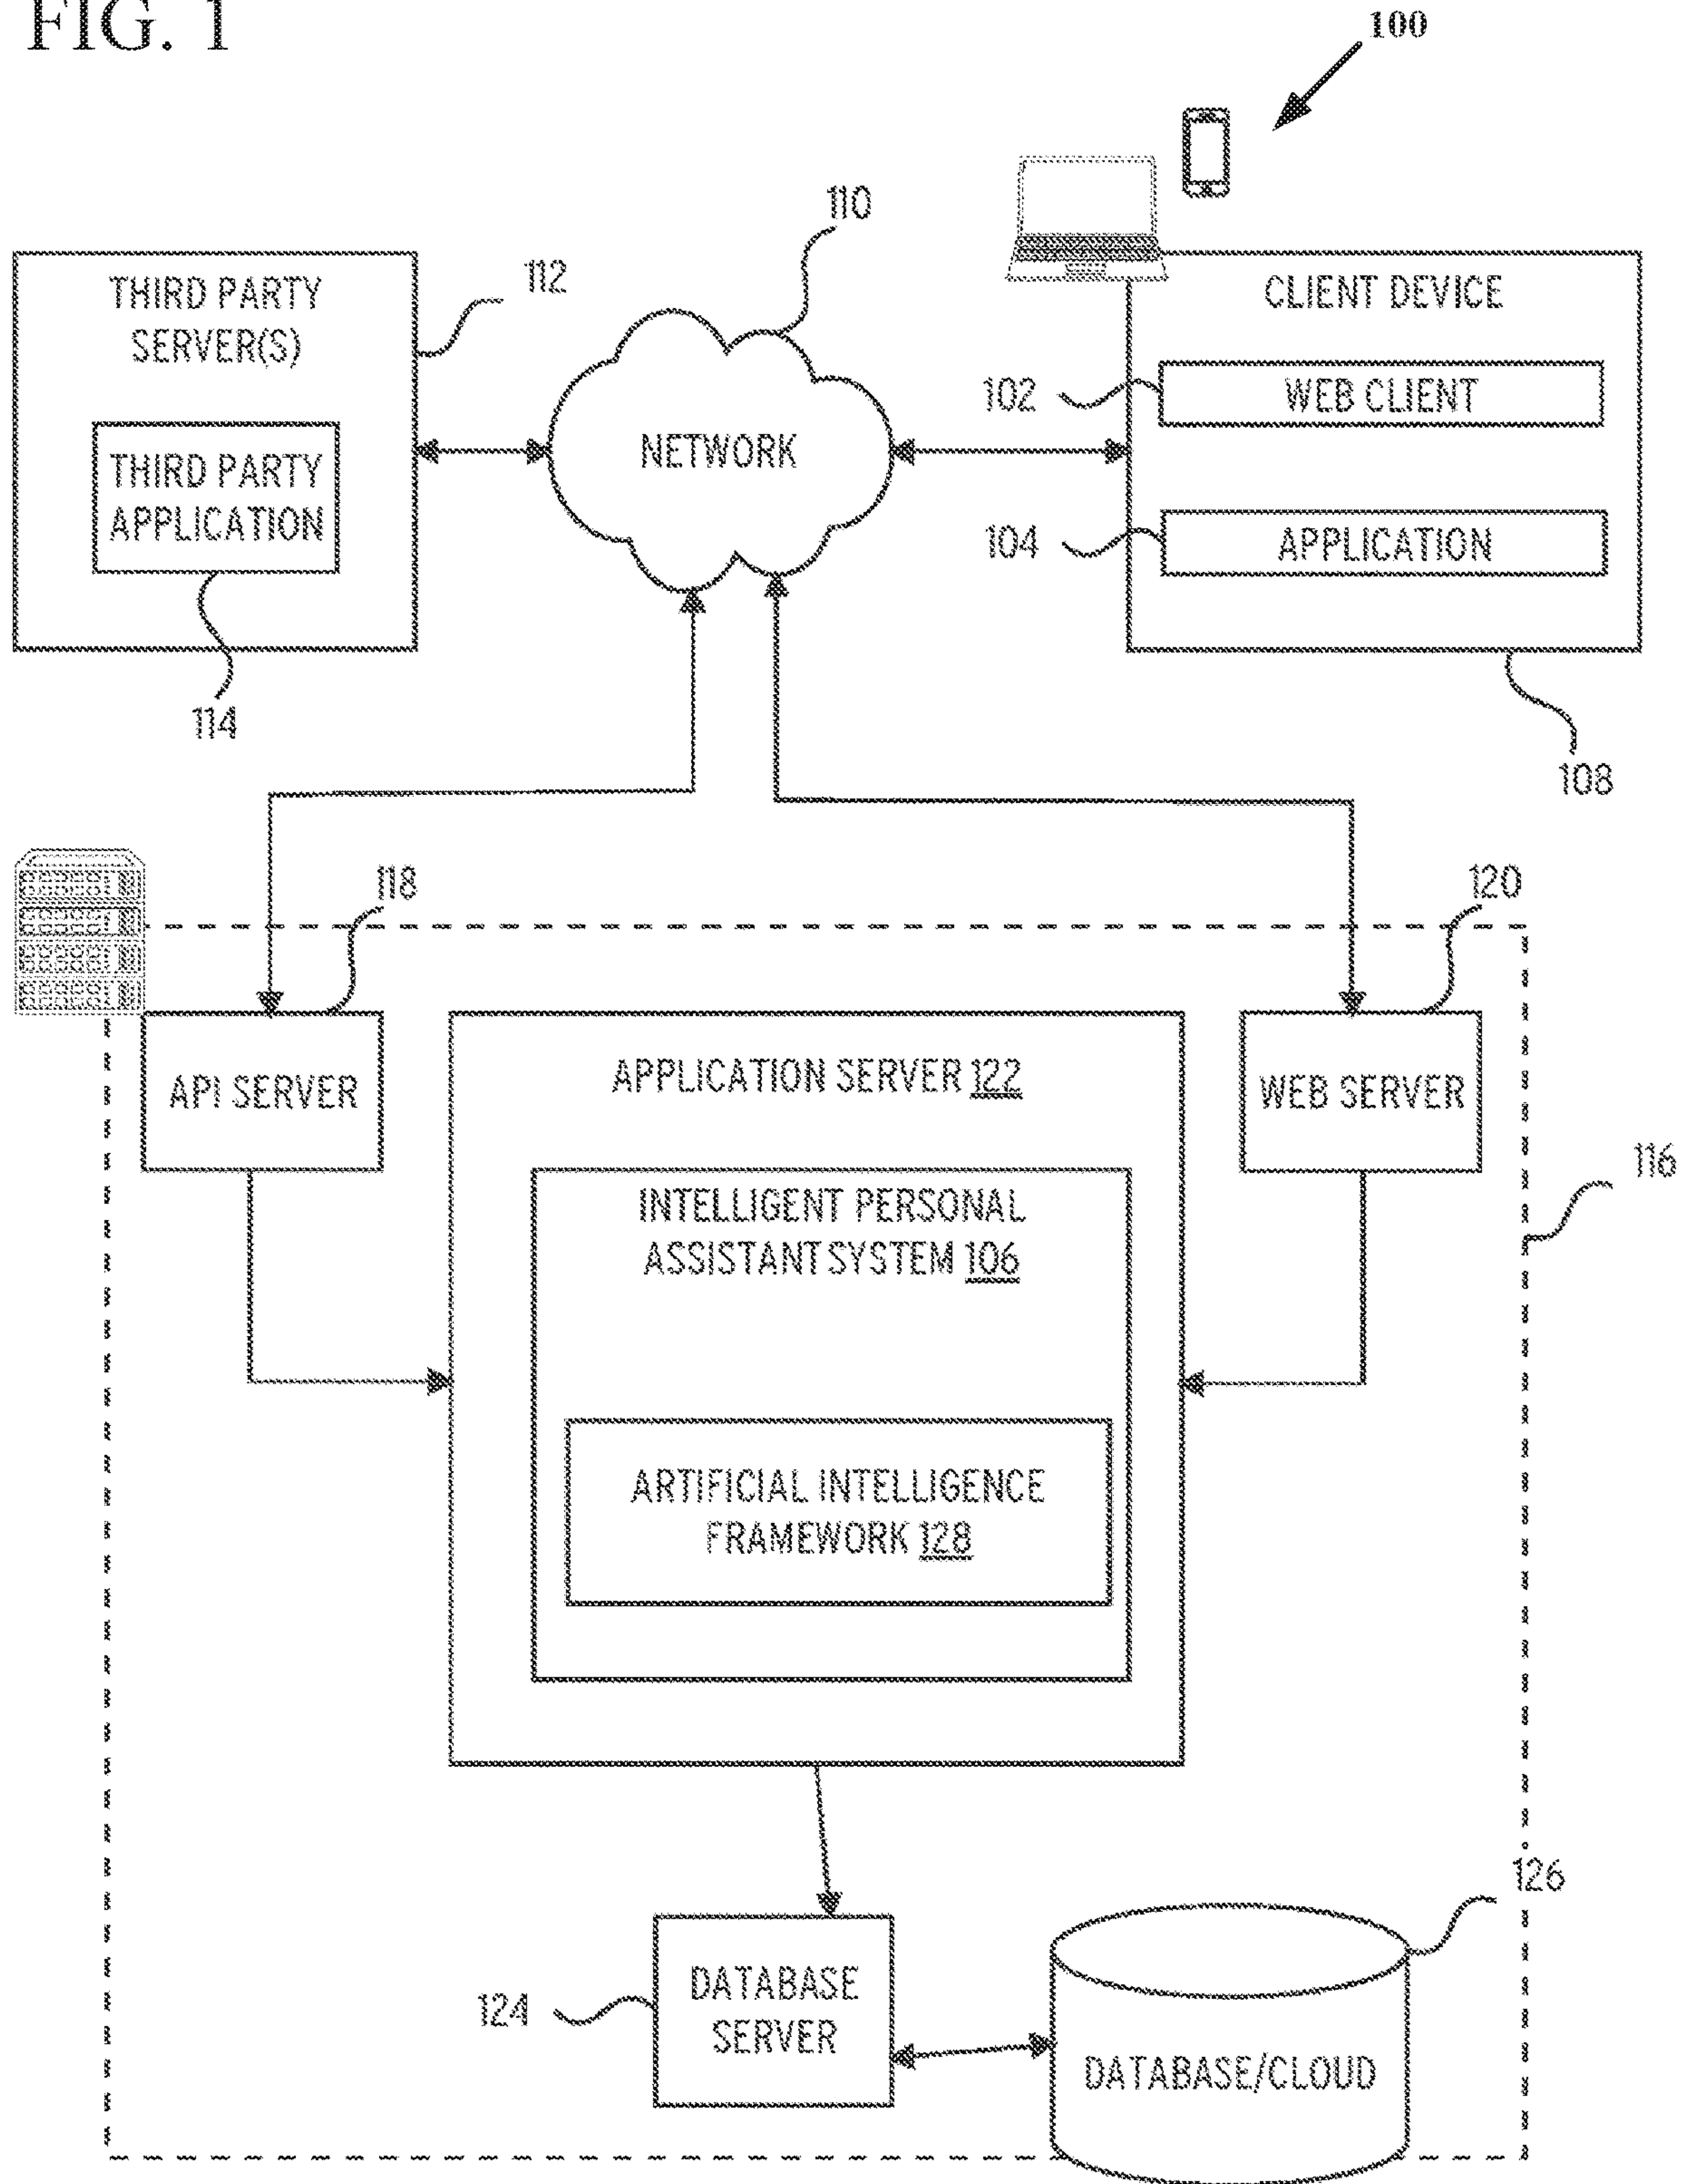 FIG. 1
100
110
112
THIRD PARTY
SERVER(S)
CLIENT DEVICE
102
WEB CLIENT
NETWORK
THIRD PARTY
APPLICATION
104
APPLICATION
114
108
118
120
API SERVER
APPLICATION SERVER 122
WEB SERVER
116
INTELLIGENT PERSONAL
ASSISTANT SYSTEM 106
ARTIFICIAL INTELLIGENCE
FRAMEWORK 128
126
124
DATABASE
SERVER
DATABASE/CLOUD